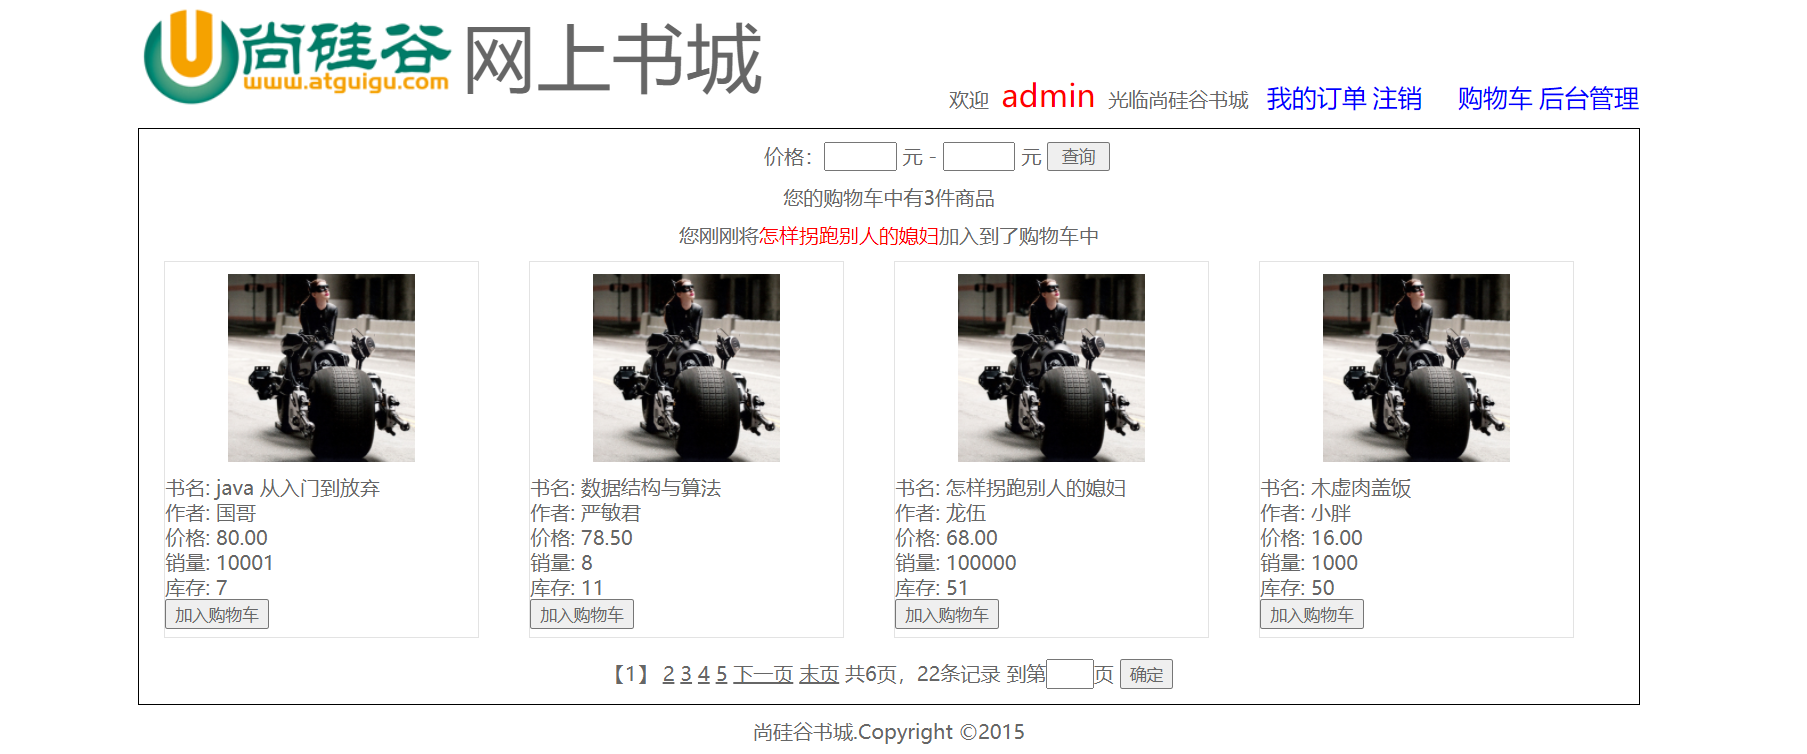 尚硅谷 网上书城
www.atguigu.com
欢迎 admin 光临尚硅谷书城 我的订单 注销 购物车 后台管理
价格： 元 - 元 查询
您的购物车中有3件商品
您刚刚将怎样拐跑别人的媳妇加入到了购物车中
书名: java 从入门到放弃
作者: 国哥
价格: 80.00
销量: 10001
库存: 7
加入购物车
书名: 数据结构与算法
作者: 严敏君
价格: 78.50
销量: 8
库存: 11
加入购物车
书名: 怎样拐跑别人的媳妇
作者: 龙伍
价格: 68.00
销量: 100000
库存: 51
加入购物车
书名: 木虚肉盖饭
作者: 小胖
价格: 16.00
销量: 1000
库存: 50
加入购物车
【1】 2 3 4 5 下一页 末页 共6页，22条记录 到第 页 确定
尚硅谷书城.Copyright ©2015